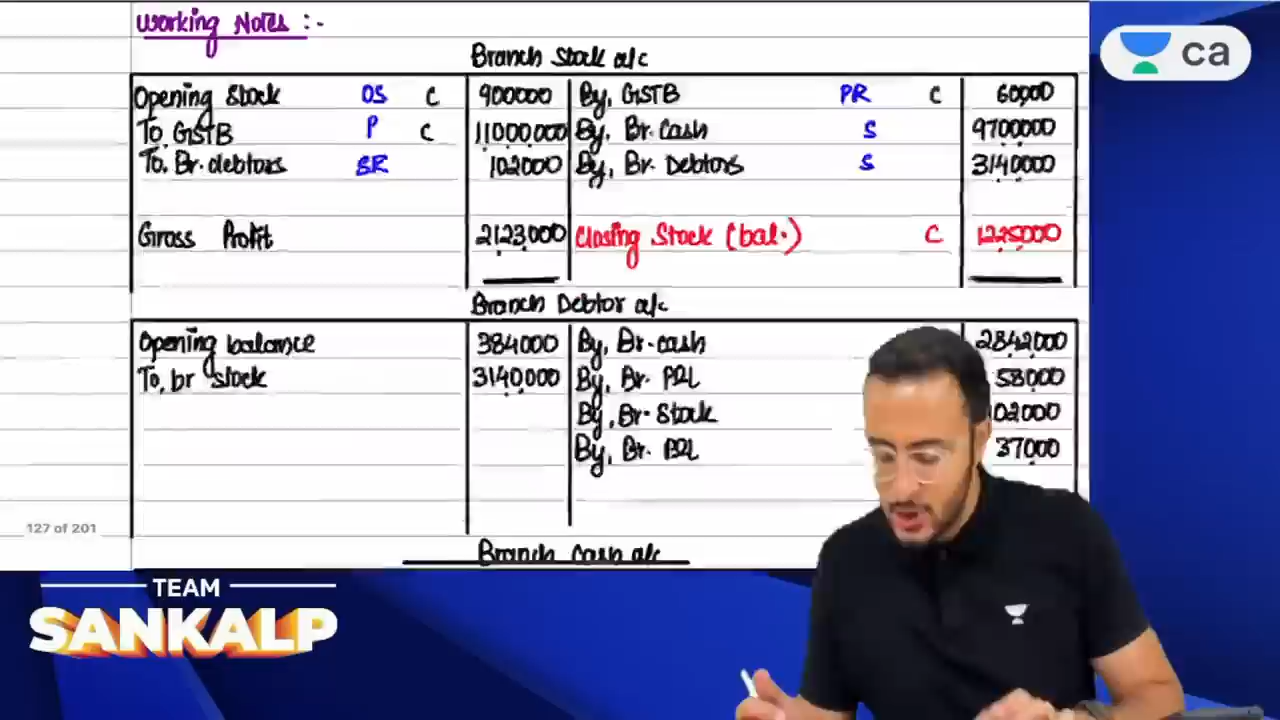 Working Notes :-
ca
Branch Stock a/c
Opening Stock OS C 900000 By, GSTB PR C 60,000
To, GSTB P C 11000000 By, Br. cash S 9700000
To, Br. debtors SR 102000 By, Br. Debtors S 3140000
Gross Profit 2123000 Closing Stock (bal.) C 1225000
Branch Debtor a/c
Opening balance 384000 By, Br. cash 2842000
To, br stock 3140000 By, Br. P&L 58000
By, Br. Stock 02000
By, Br. P&L 37000
127 of 201
Branch Cash a/c
TEAM
SANKALP